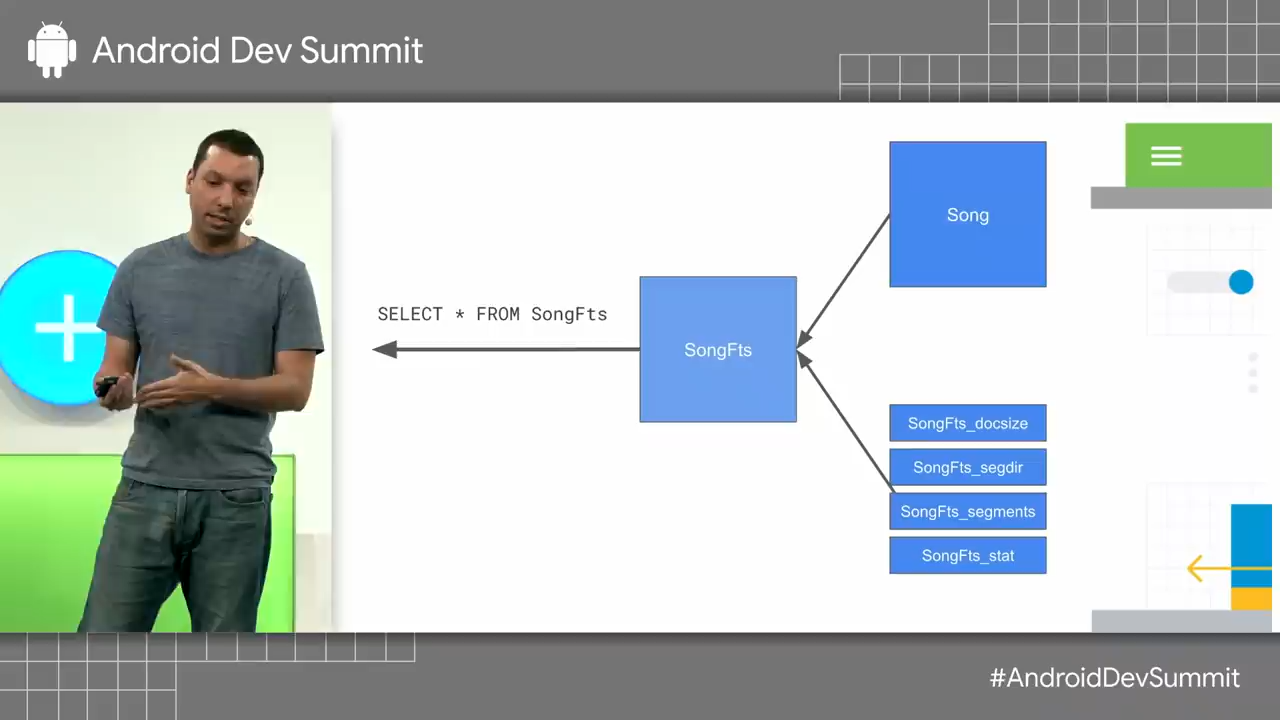 Android Dev Summit
Song
SELECT * FROM SongFts
SongFts
SongFts_docsize
SongFts_segdir
SongFts_segments
SongFts_stat
#AndroidDevSummit